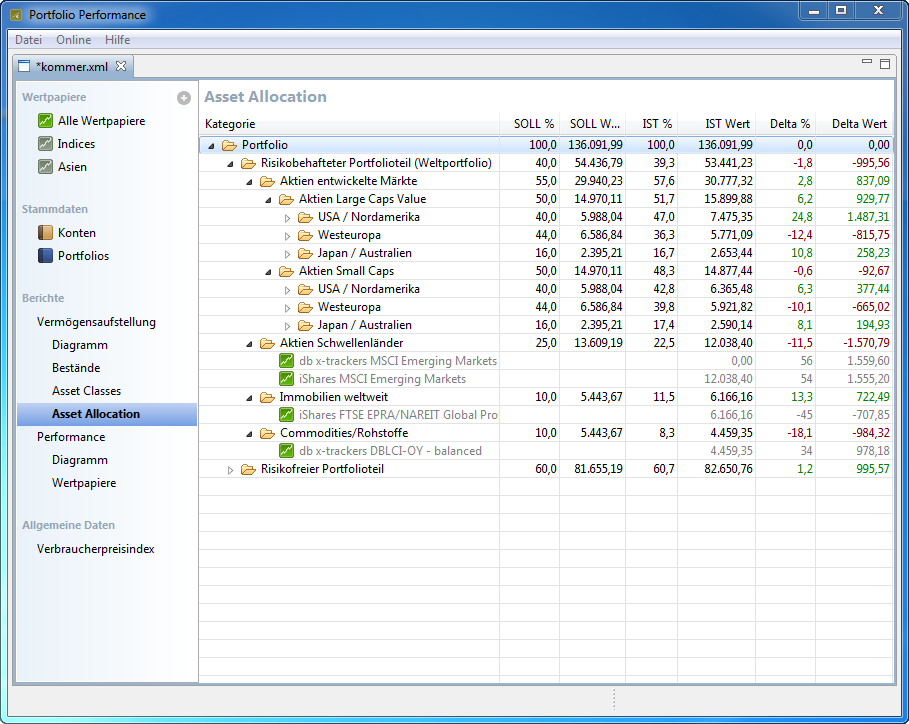 Portfolio Performance
Datei Online Hilfe
*kommer.xml
Wertpapiere
Alle Wertpapiere
Indices
Asien
Stammdaten
Konten
Portfolios
Berichte
Vermögensaufstellung
Diagramm
Bestände
Asset Classes
Asset Allocation
Performance
Diagramm
Wertpapiere
Allgemeine Daten
Verbraucherpreisindex
Asset Allocation
Kategorie SOLL % SOLL W... IST % IST Wert Delta % Delta Wert
Portfolio 100,0 136.091,99 100,0 136.091,99 0,0 0,00
Risikobehafteter Portfolioteil (Weltportfolio) 40,0 54.436,79 39,3 53.441,23 -1,8 -995,56
Aktien entwickelte Märkte 55,0 29.940,23 57,6 30.777,32 2,8 837,09
Aktien Large Caps Value 50,0 14.970,11 51,7 15.899,88 6,2 929,77
USA / Nordamerika 40,0 5.988,04 47,0 7.475,35 24,8 1.487,31
Westeuropa 44,0 6.586,84 36,3 5.771,09 -12,4 -815,75
Japan / Australien 16,0 2.395,21 16,7 2.653,44 10,8 258,23
Aktien Small Caps 50,0 14.970,11 48,3 14.877,44 -0,6 -92,67
USA / Nordamerika 40,0 5.988,04 42,8 6.365,48 6,3 377,44
Westeuropa 44,0 6.586,84 39,8 5.921,82 -10,1 -665,02
Japan / Australien 16,0 2.395,21 17,4 2.590,14 8,1 194,93
Aktien Schwellenländer 25,0 13.609,19 22,5 12.038,40 -11,5 -1.570,79
db x-trackers MSCI Emerging Markets 0,00 56 1.559,60
iShares MSCI Emerging Markets 12.038,40 54 1.555,20
Immobilien weltweit 10,0 5.443,67 11,5 6.166,16 13,3 722,49
iShares FTSE EPRA/NAREIT Global Pro 6.166,16 -45 -707,85
Commodities/Rohstoffe 10,0 5.443,67 8,3 4.459,35 -18,1 -984,32
db x-trackers DBLCI-OY - balanced 4.459,35 34 978,18
Risikofreier Portfolioteil 60,0 81.655,19 60,7 82.650,76 1,2 995,57